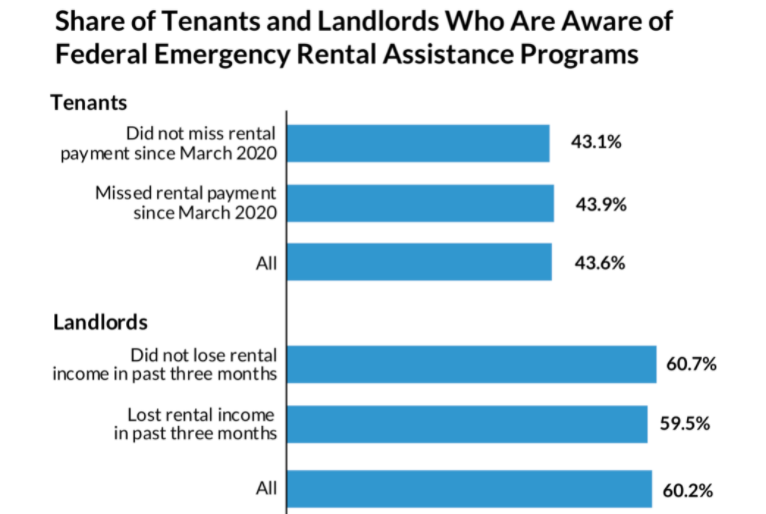 Share of Tenants and Landlords Who Are Aware of
Federal Emergency Rental Assistance Programs
Tenants
Did not miss rental
payment since March 2020
43.1%
Missed rental payment
since March 2020
43.9%
All
43.6%
Landlords
Did not lose rental
income in past three months
60.7%
Lost rental income
in past three months
59.5%
All
60.2%